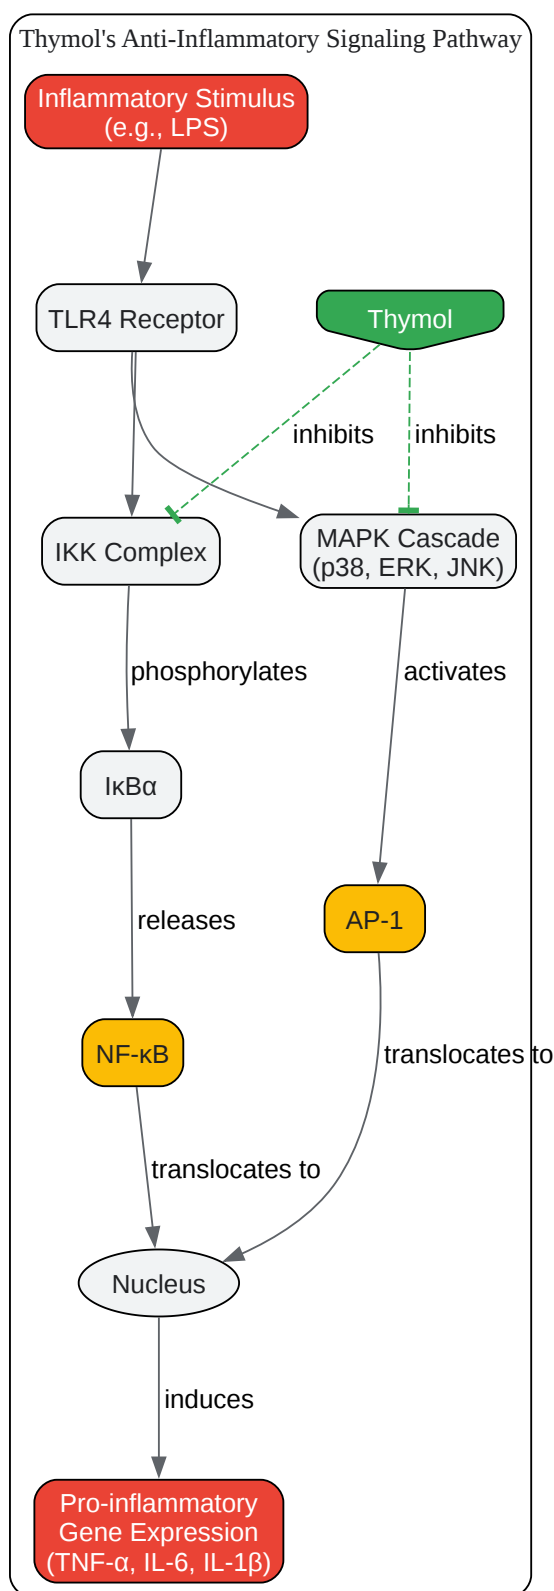 Thymol's Anti-Inflammatory Signaling Pathway
Inflammatory Stimulus
(e.g., LPS)
TLR4 Receptor
Thymol
inhibits
inhibits
IKK Complex
MAPK Cascade
(p38, ERK, JNK)
phosphorylates
activates
IκBα
releases
AP-1
NF-κB
translocates to
translocates to
Nucleus
induces
Pro-inflammatory
Gene Expression
(TNF-α, IL-6, IL-1β)